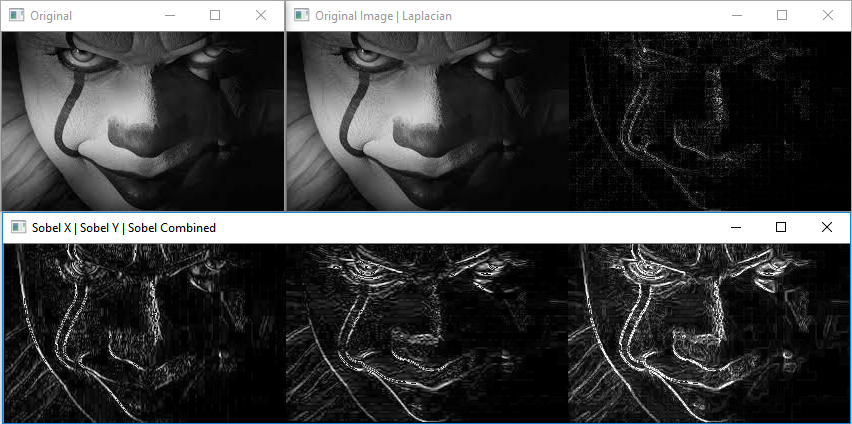 Original
Original Image | Laplacian
Sobel X | Sobel Y | Sobel Combined